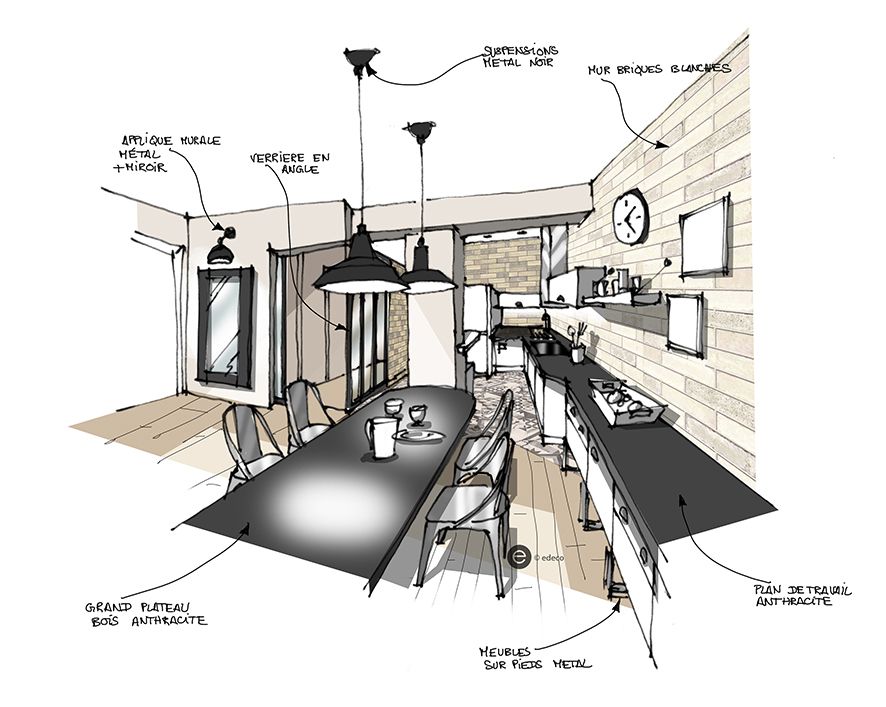 SUSPENSIONS
METAL NOIR
MUR BRIQUES BLANCHES
APPLIQUE MURALE
MÉTAL
+MIROIR
VERRIERE EN
ANGLE
e © edeco
GRAND PLATEAU
BOIS ANTHRACITE
PLAN DE TRAVAIL
ANTHRACITE
MEUBLES
SUR PIEDS METAL